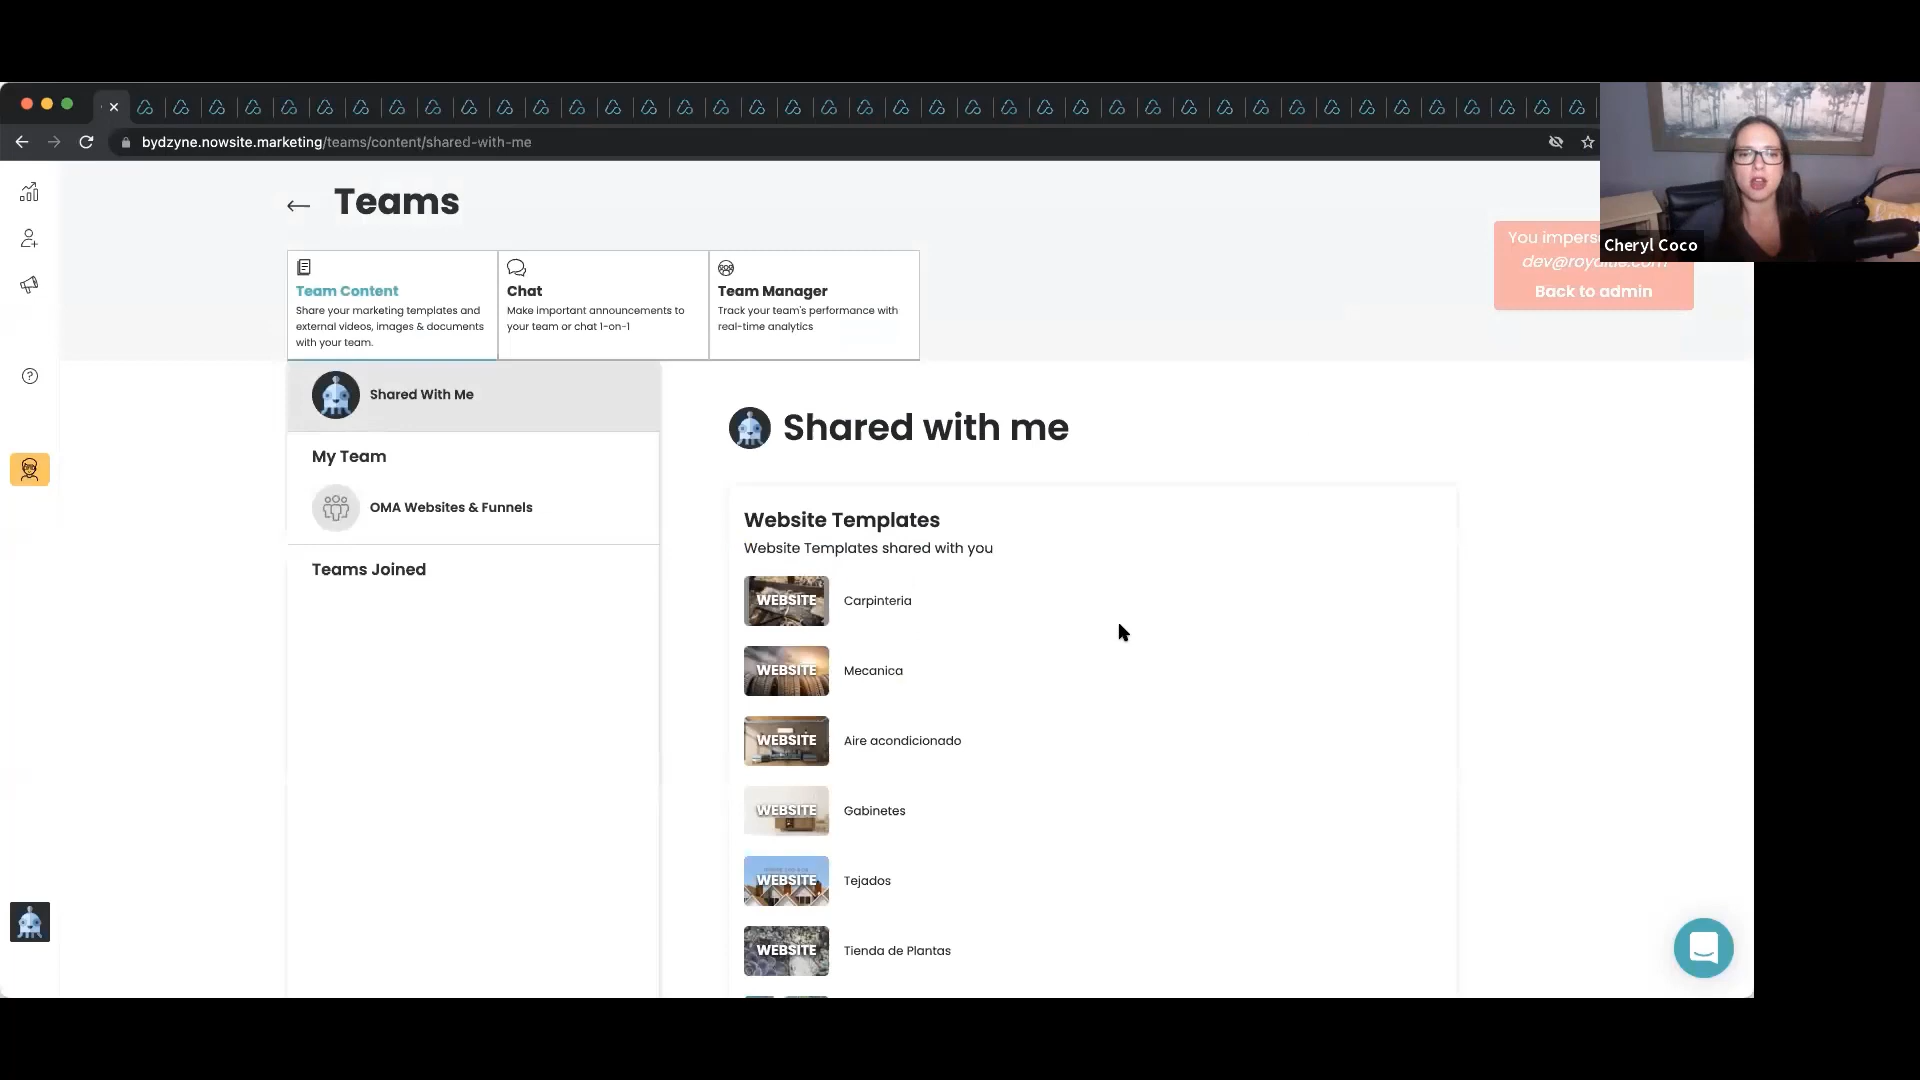 bydzyne.nowsite.marketing/teams/content/shared-with-me
Cheryl Coco
Teams
You impers
Back to admin
Team Content
Share your marketing templates and
external videos, images & documents
with your team.
Chat
Make important announcements to
your team or chat 1-on-1
Team Manager
Track your team's performance with
real-time analytics
Shared With Me
My Team
OMA Websites & Funnels
Teams Joined
Shared with me
Website Templates
Website Templates shared with you
WEBSITE Carpinteria
WEBSITE Mecanica
WEBSITE Aire acondicionado
WEBSITE Gabinetes
WEBSITE Tejados
WEBSITE Tienda de Plantas